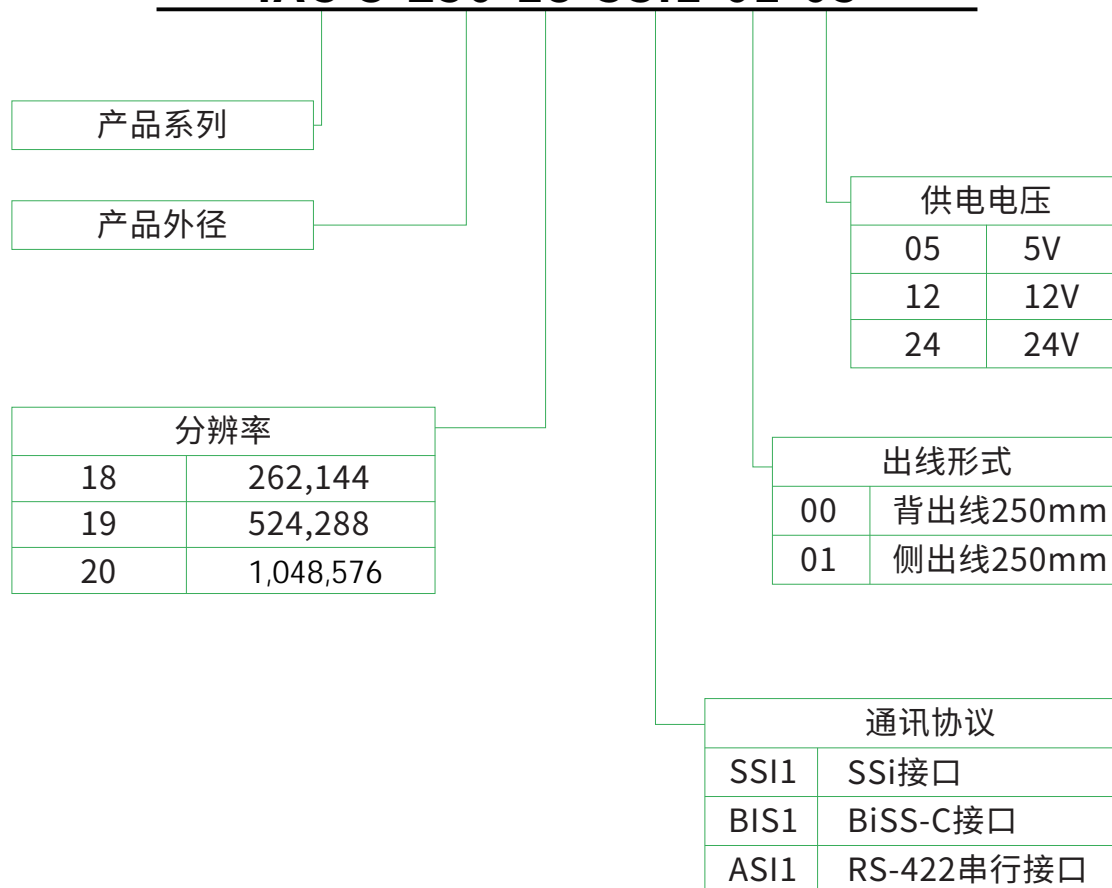 产品系列
产品外径
供电电压
05 5V
12 12V
24 24V
分辨率
18 262,144
19 524,288
20 1,048,576
出线形式
00 背出线250mm
01 侧出线250mm
通讯协议
SSI1 SSi接口
BIS1 BiSS-C接口
ASI1 RS-422串行接口